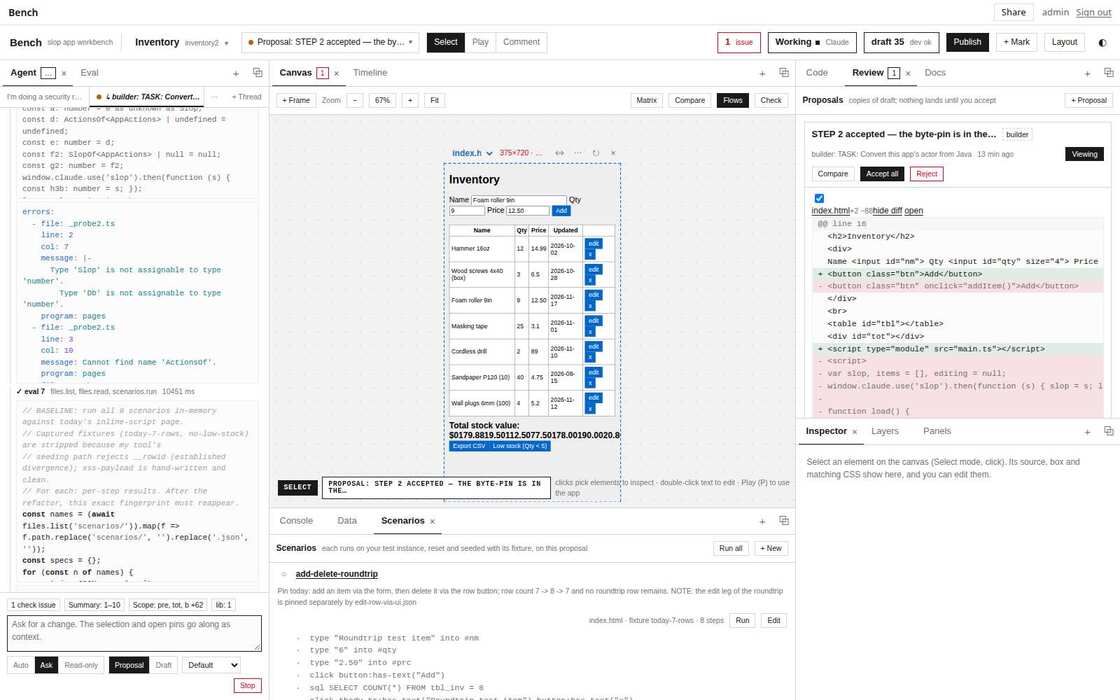 Bench
Share
admin
Sign out
Bench slop app workbench
Inventory inventory2
Proposal: STEP 2 accepted — the by…
Select
Play
Comment
1 issue
Working Claude
draft 35 dev ok
Publish
+ Mark
Layout
Agent … ×
Eval
I'm doing a security r…
↳ builder: TASK: Convert…
···
+ Thread
const d: ActionsOf<AppActions> | undefined =
undefined;
const e: number = d;
const f2: SlopOf<AppActions> | null = null;
const g2: number = f2;
window.claude.use('slop').then(function (s) {
const h3b: number = s; });
errors:
- file: _probe2.ts
line: 2
col: 7
message: |-
Type 'Slop' is not assignable to type
'number'.
Type 'Db' is not assignable to type
'number'.
program: pages
- file: _probe2.ts
line: 3
col: 10
message: Cannot find name 'ActionsOf'.
program: pages
✓ eval 7 files.list, files.read, scenarios.run 10451 ms
// BASELINE: run all 8 scenarios in-memory
against today's inline-script page.
// Captured fixtures (today-7-rows, no-low-stock)
are stripped because my tool's
// seeding path rejects __rowid (established
divergence); xss-payload is hand-written and
clean.
// For each: per-step results. After the
refactor, this exact fingerprint must reappear.
const names = (await
files.list('scenarios/')).map(f =>
f.path.replace('scenarios/', '').replace('.json',
''));
const specs = {};
for (const n of names) {
1 check issue
Summary: 1–10
Scope: pre, tot, b +62
lib: 1
Ask for a change. The selection and open pins go along as
context.
Auto
Ask
Read-only
Proposal
Draft
Default
Stop
Canvas 1 ×
Timeline
+ Frame
Zoom
−
67%
+
Fit
Matrix
Compare
Flows
Check
index.h
375×720 · …
Inventory
Name Foam roller 9in Qty
9 Price 12.50 Add
Name Qty Price Updated
Hammer 16oz 12 14.99 2026-10-02 edit x
Wood screws 4x40 (box) 3 6.5 2026-10-28 edit x
Foam roller 9in 9 12.50 2026-11-17 edit x
Masking tape 25 3.1 2026-11-01 edit x
Cordless drill 2 89 2026-11-10 edit x
Sandpaper P120 (10) 40 4.75 2026-08-15 edit x
Wall plugs 6mm (100) 4 5.2 2026-11-12 edit x
Total stock value:
$0179.8819.50112.5077.50178.00190.0020.8
Export CSV
Low stock (Qty < 5)
SELECT
PROPOSAL: STEP 2 ACCEPTED — THE BYTE-PIN IS IN THE…
clicks pick elements to inspect · double-click text to edit · Play (P) to use
the app
Console
Data
Scenarios ×
Scenarios each runs on your test instance, reset and seeded with its fixture, on this proposal
Run all
+ New
add-delete-roundtrip
Pin today: add an item via the form, then delete it via the row button; row count 7 -> 8 -> 7 and no roundtrip row remains. NOTE: the edit leg of the roundtrip
is pinned separately by edit-row-via-ui.json
index.html · fixture today-7-rows · 8 steps
Run
Edit
· type "Roundtrip test item" into #nm
· type "6" into #qty
· type "2.50" into #prc
· click button:has-text("Add")
· sql SELECT COUNT(*) FROM tbl_inv = 8
Code
Review 1 ×
Docs
Proposals copies of draft; nothing lands until you accept
+ Proposal
STEP 2 accepted — the byte-pin is in the…
builder
builder: TASK: Convert this app's actor from Java 13 min ago
Viewing
Compare
Accept all
Reject
index.html+2 −88hide diff open
@@ line 16
<h2>Inventory</h2>
<div>
Name <input id="nm"> Qty <input id="qty" size="4"> Price
+ <button class="btn">Add</button>
- <button class="btn" onclick="addItem()">Add</button>
</div>
<br>
<table id="tbl"></table>
<div id="tot"></div>
+ <script type="module" src="main.ts"></script>
- <script>
- var slop, items = [], editing = null;
- window.claude.use('slop').then(function (s) { slop = s; l
-
- function load() {
Inspector ×
Layers
Panels
Select an element on the canvas (Select mode, click). Its source, box and
matching CSS show here, and you can edit them.